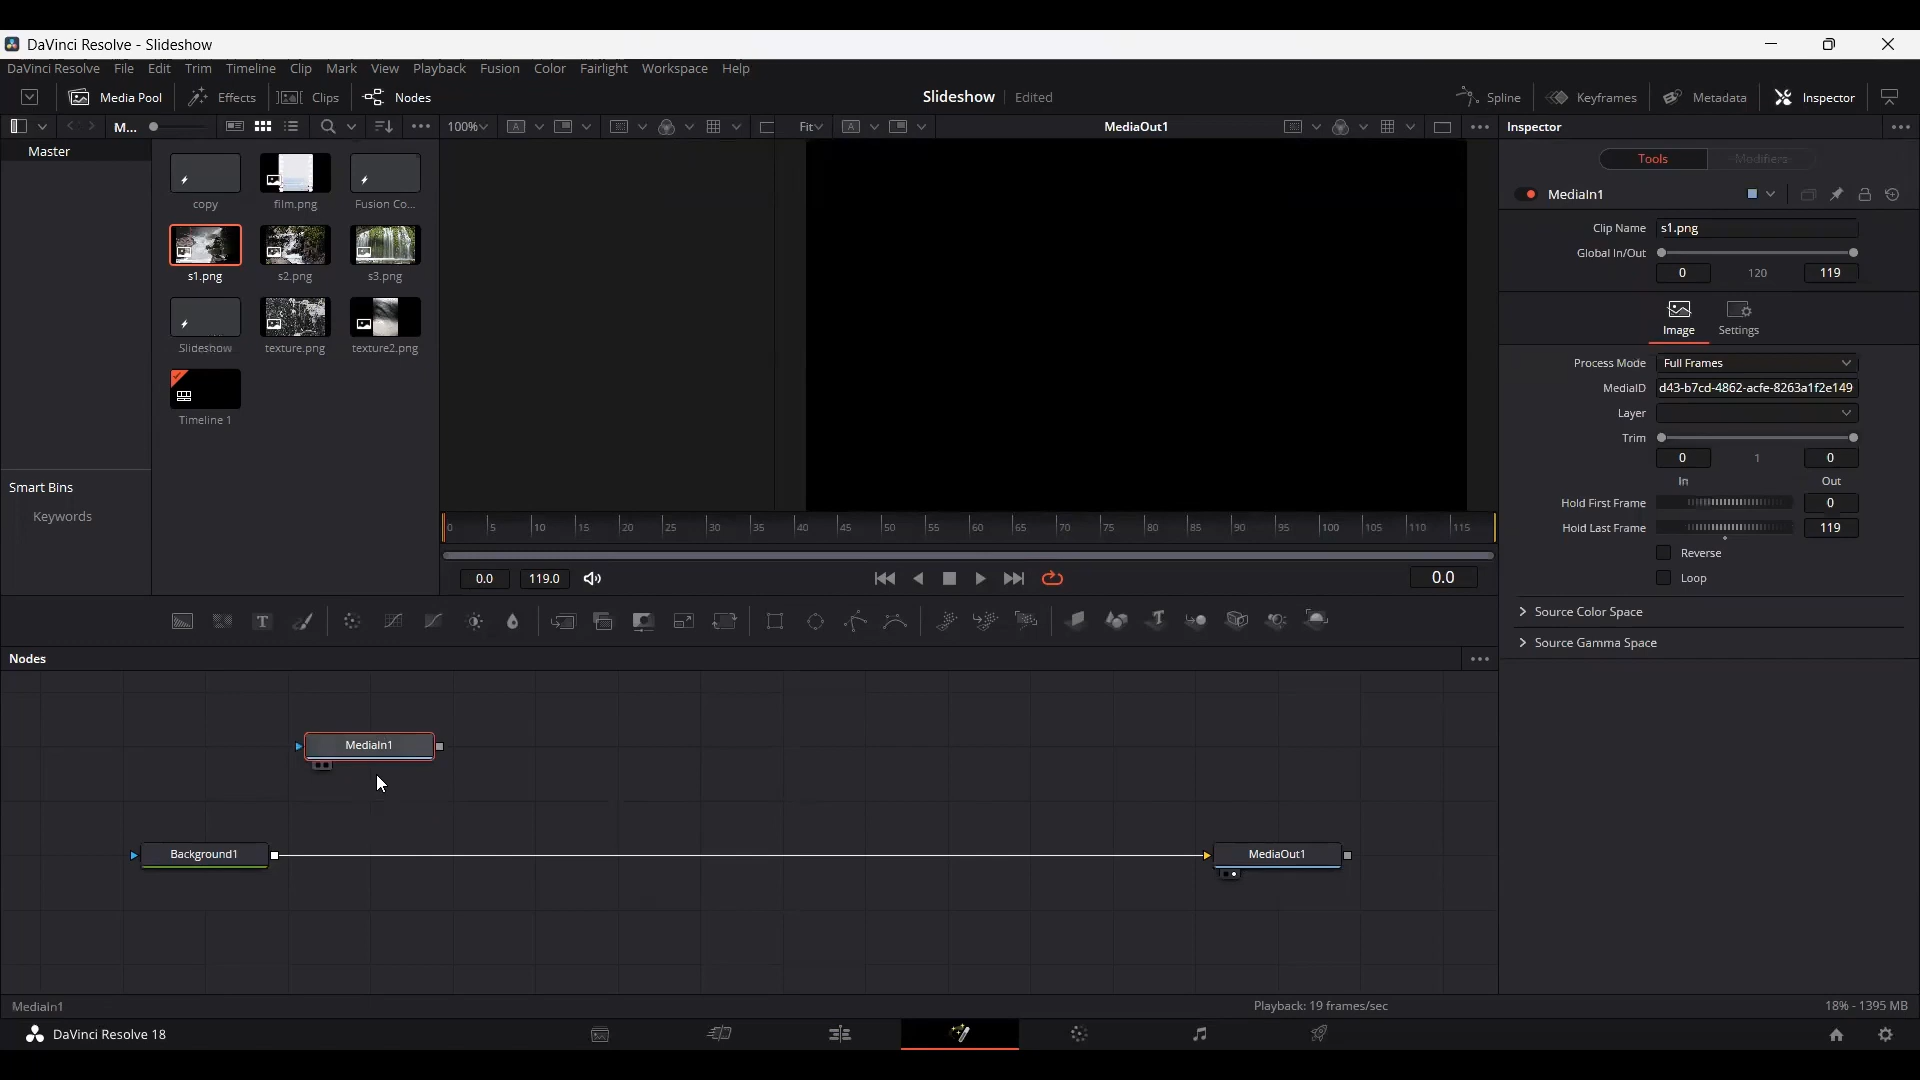 DaVinci Resolve - Slideshow
DaVinci Resolve File Edit Trim Timeline Clip Mark View Playback Fusion Color Fairlight Workspace Help
Media Pool Effects Clips Nodes Slideshow Edited Spline Keyframes Metadata Inspector
M... 100% Fit MediaOut1 Inspector
Master
copy film.png Fusion Co...
s1.png s2.png s3.png
Slideshow texture.png texture2.png
Timeline 1
Smart Bins
Keywords
Tools Modifiers
MediaIn1
Clip Name s1.png
Global In/Out
0 120 119
Image Settings
Process Mode Full Frames
MediaID d43-b7cd-4862-acfe-8263a1f2e149
Layer
Trim
0 1 0
In Out
Hold First Frame 0
Hold Last Frame 119
Reverse
Loop
Source Color Space
Source Gamma Space
0 5 10 15 20 25 30 35 40 45 50 55 60 65 70 75 80 85 90 95 100 105 110 115
0.0 119.0 0.0
T T
Nodes
MediaIn1
Background1 MediaOut1
MediaIn1 Playback: 19 frames/sec 18% - 1395 MB
DaVinci Resolve 18